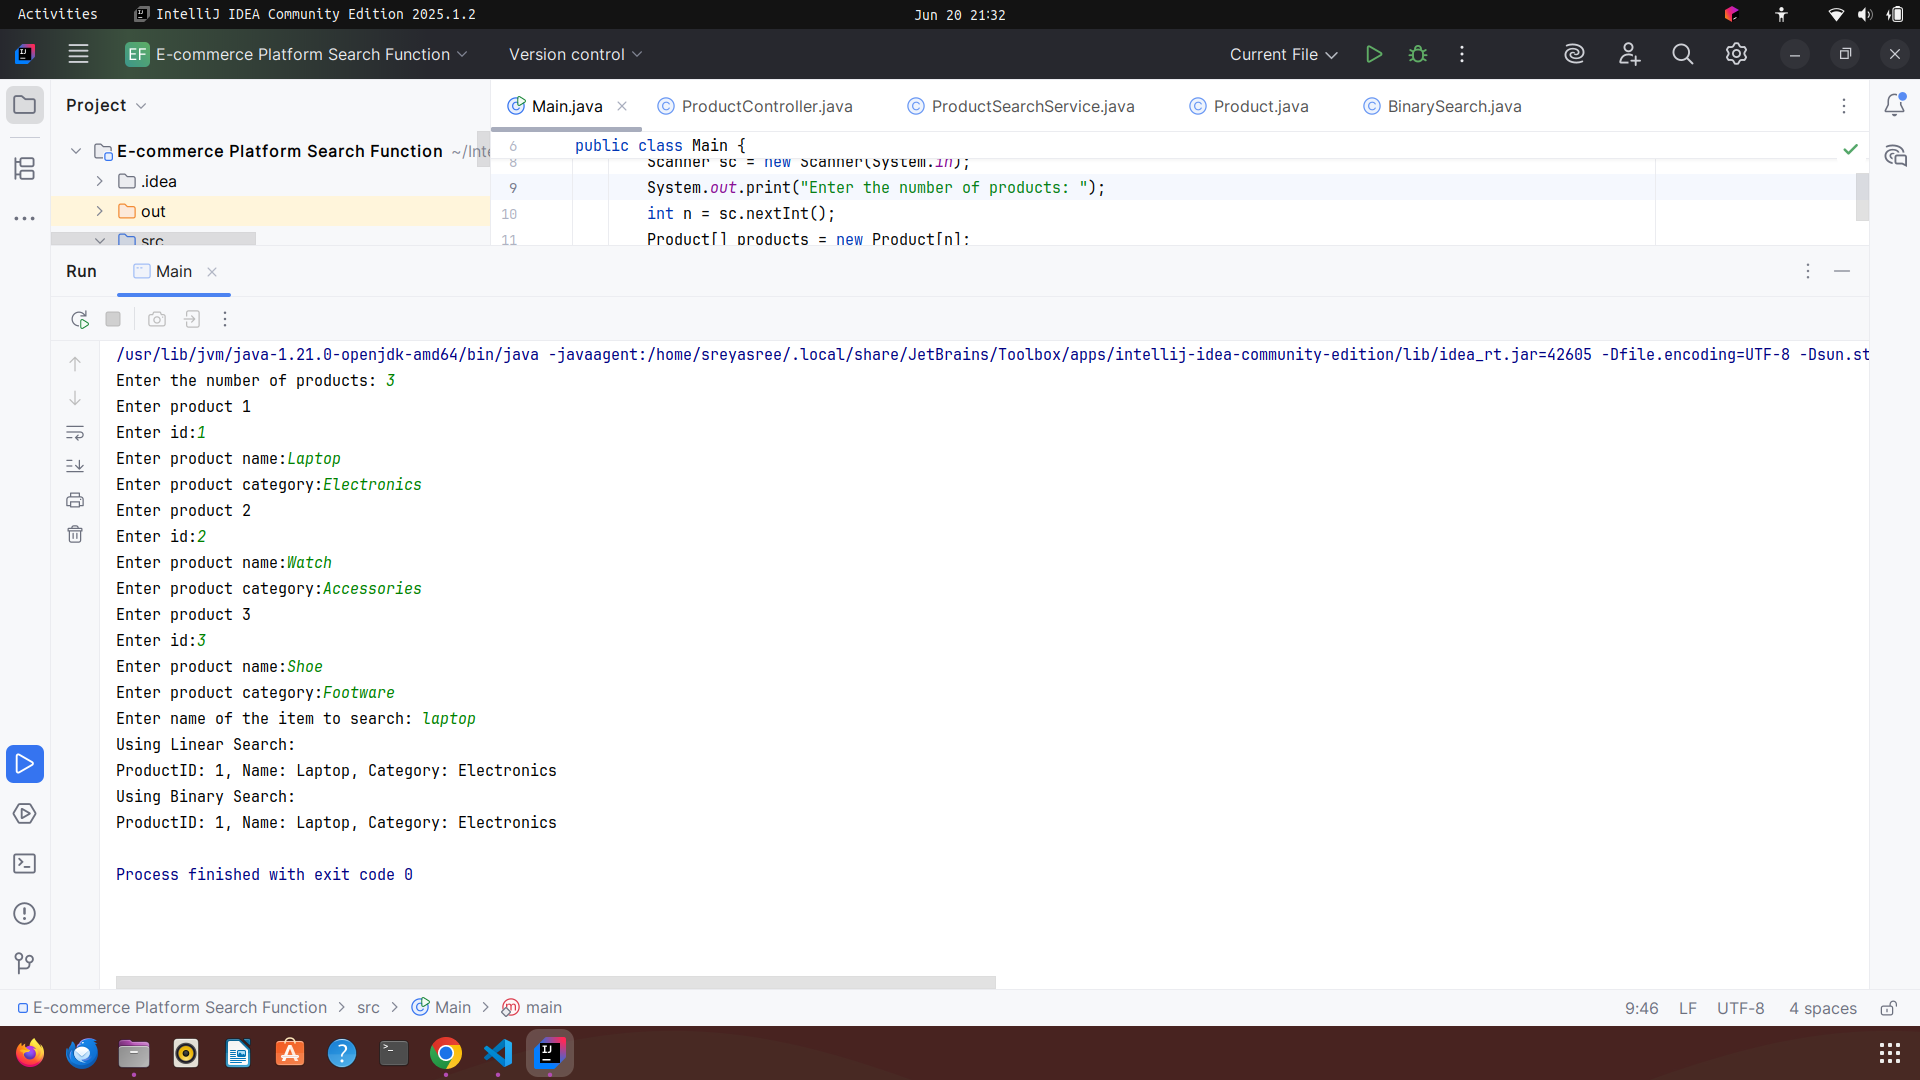 Activities
IntelliJ IDEA Community Edition 2025.1.2
Jun 20 21:32
EF E-commerce Platform Search Function
Version control
Current File
Project
Main.java
ProductController.java
ProductSearchService.java
Product.java
BinarySearch.java
E-commerce Platform Search Function ~/Inte
.idea
out
src
6 public class Main {
8 Scanner sc = new Scanner(System.in);
9 System.out.print("Enter the number of products: ");
10 int n = sc.nextInt();
11 Product[] products = new Product[n];
Run
Main
/usr/lib/jvm/java-1.21.0-openjdk-amd64/bin/java -javaagent:/home/sreyasree/.local/share/JetBrains/Toolbox/apps/intellij-idea-community-edition/lib/idea_rt.jar=42605 -Dfile.encoding=UTF-8 -Dsun.st
Enter the number of products: 3
Enter product 1
Enter id:1
Enter product name:Laptop
Enter product category:Electronics
Enter product 2
Enter id:2
Enter product name:Watch
Enter product category:Accessories
Enter product 3
Enter id:3
Enter product name:Shoe
Enter product category:Footware
Enter name of the item to search: laptop
Using Linear Search:
ProductID: 1, Name: Laptop, Category: Electronics
Using Binary Search:
ProductID: 1, Name: Laptop, Category: Electronics
Process finished with exit code 0
E-commerce Platform Search Function > src > Main > main
9:46 LF UTF-8 4 spaces